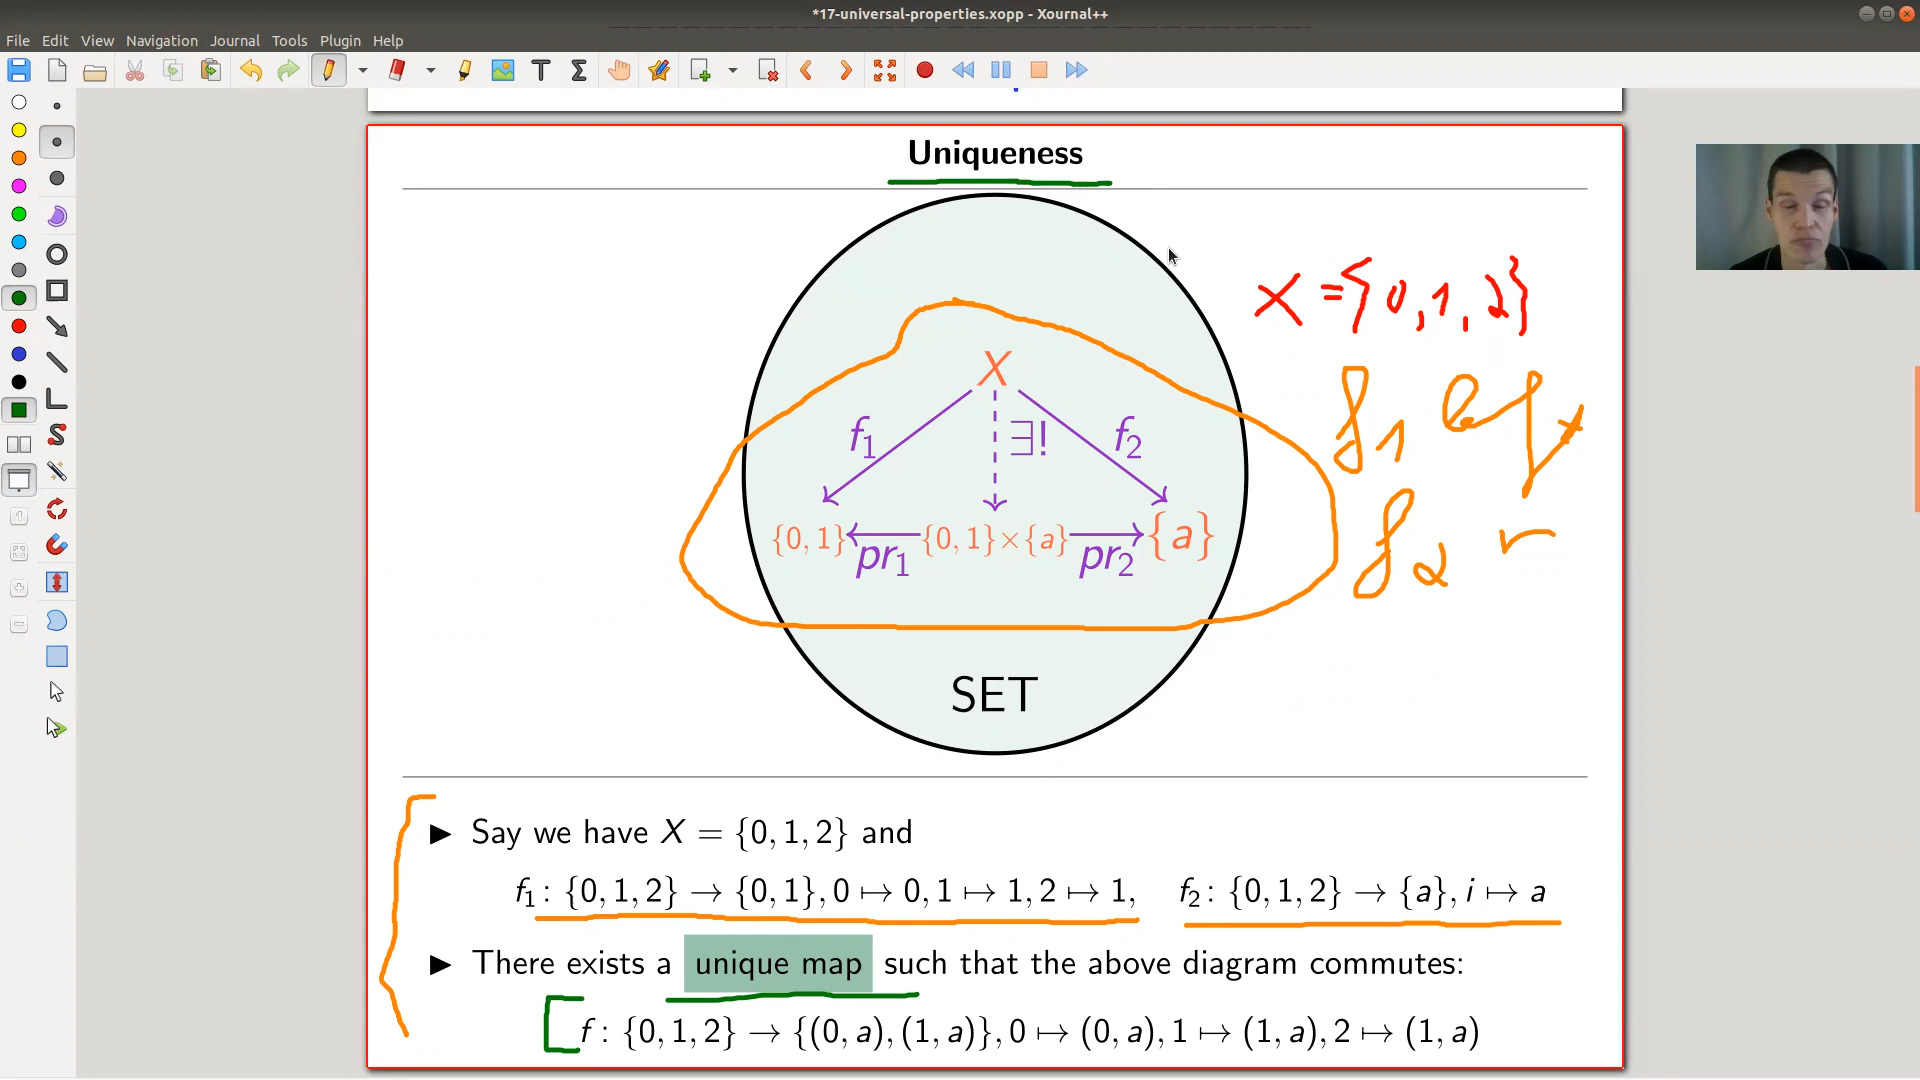 *17-universal-properties.xopp - Xournal++
File Edit View Navigation Journal Tools Plugin Help
Uniqueness
X = {0, 1, 2}
X
f₁ ∃! f₂
f1 left
{0, 1} {0, 1}×{a} {a}
pr₁ pr₂
f2 r
SET
▶ Say we have X = {0, 1, 2} and
f₁ : {0, 1, 2} → {0, 1}, 0 ↦ 0, 1 ↦ 1, 2 ↦ 1, f₂ : {0, 1, 2} → {a}, i ↦ a
▶ There exists a unique map such that the above diagram commutes:
f : {0, 1, 2} → {(0, a), (1, a)}, 0 ↦ (0, a), 1 ↦ (1, a), 2 ↦ (1, a)